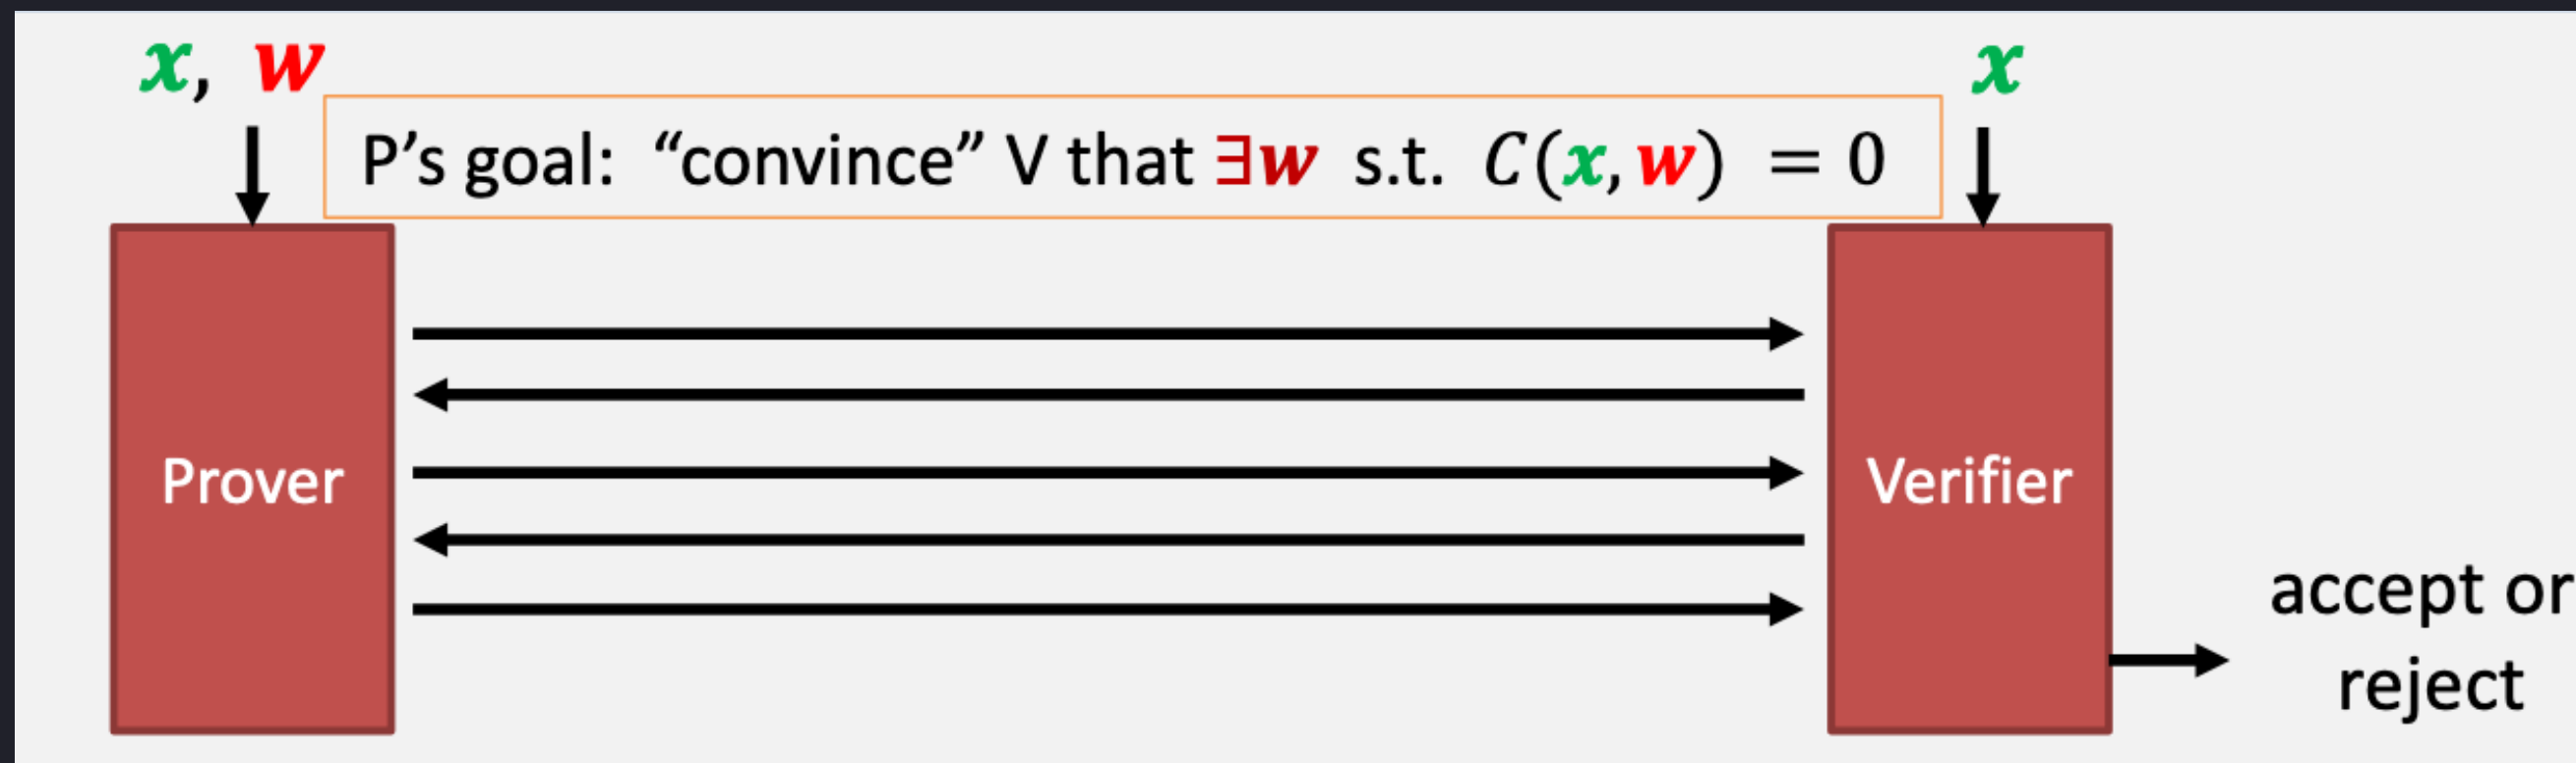 x, w
x
P’s goal: “convince” V that ∃w s.t. C(x, w) = 0
Prover
Verifier
accept or
reject